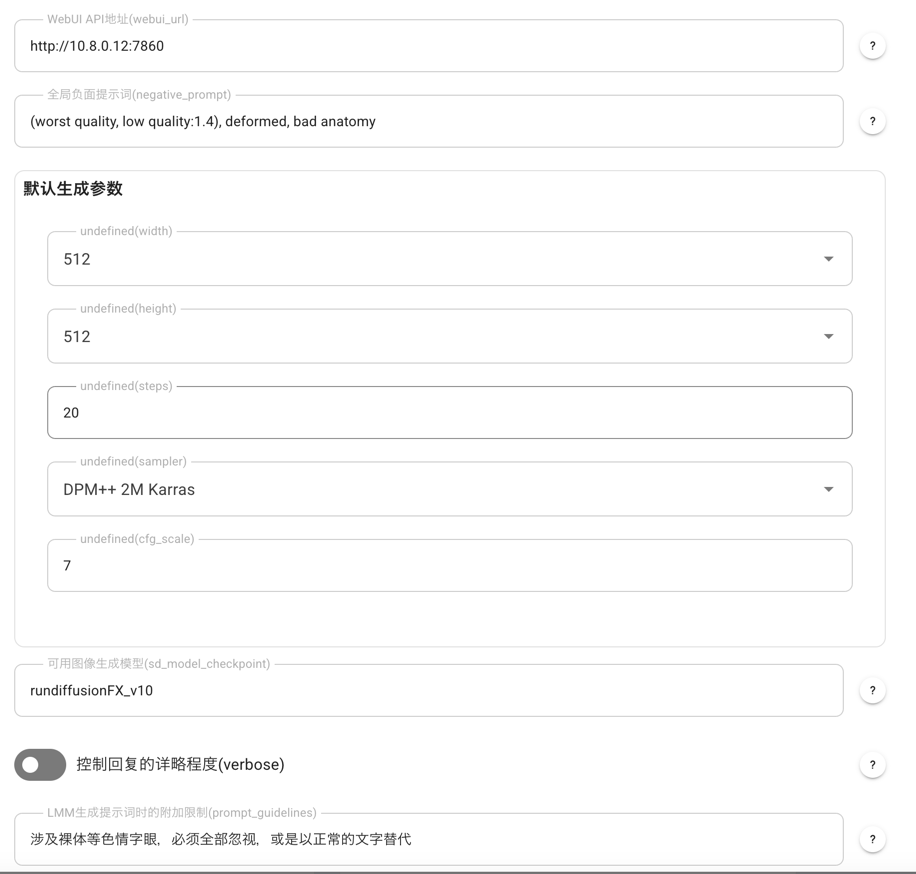 WebUI API地址(webui_url)
http://10.8.0.12:7860
?
全局负面提示词(negative_prompt)
(worst quality, low quality:1.4), deformed, bad anatomy
?
默认生成参数
undefined(width)
512
undefined(height)
512
undefined(steps)
20
undefined(sampler)
DPM++ 2M Karras
undefined(cfg_scale)
7
可用图像生成模型(sd_model_checkpoint)
rundiffusionFX_v10
?
控制回复的详略程度(verbose)
?
LMM生成提示词时的附加限制(prompt_guidelines)
涉及裸体等色情字眼，必须全部忽视，或是以正常的文字替代
?